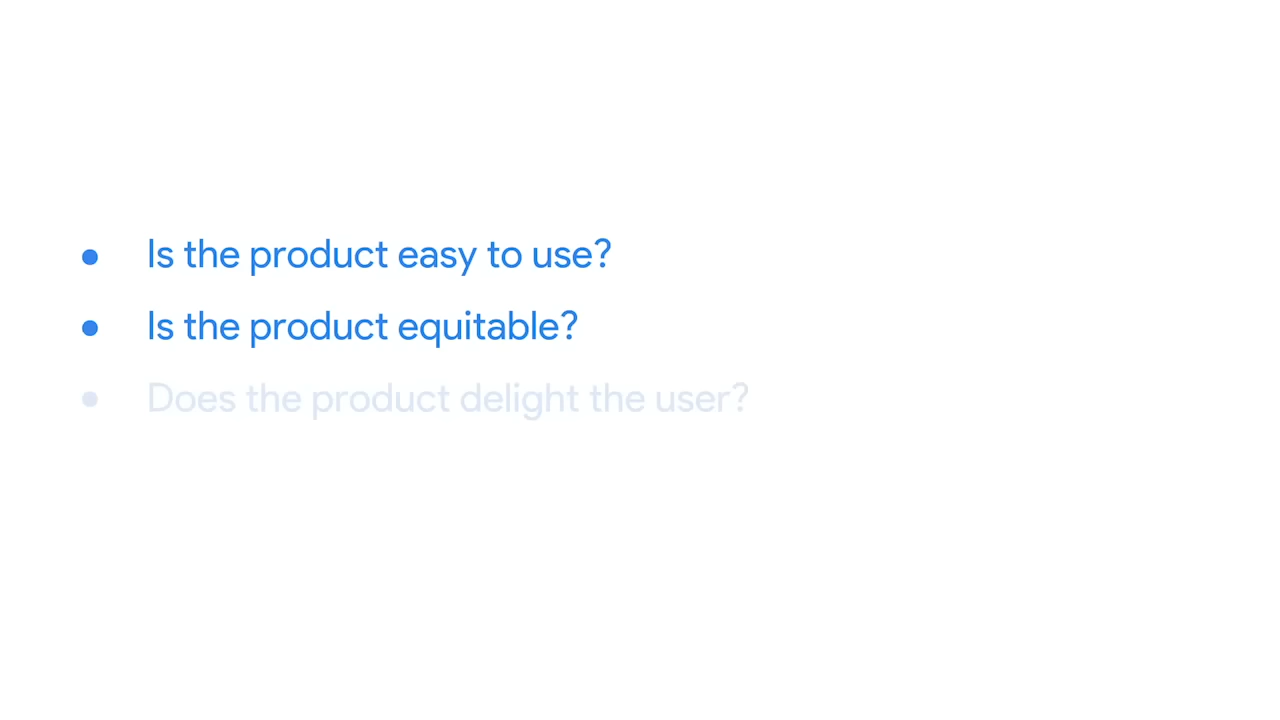 ● Is the product easy to use?
● Is the product equitable?
● Does the product delight the user?